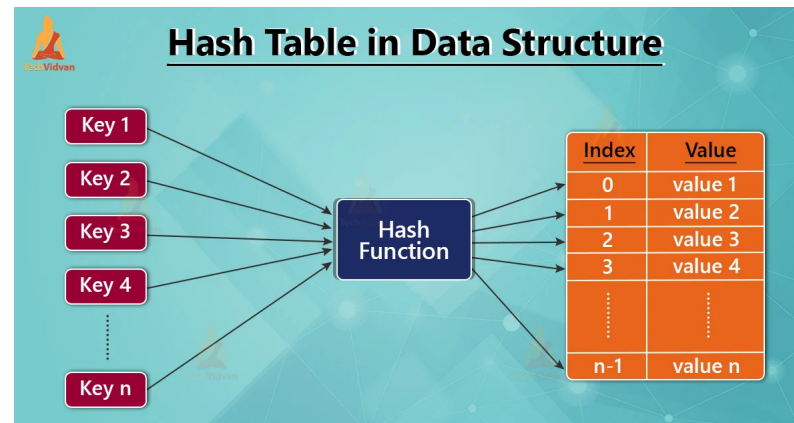 Hash Table in Data Structure
TechVidvan
Key 1
Key 2
Key 3
Key 4
Key n
Hash
Function
Index Value
0 value 1
1 value 2
2 value 3
3 value 4
n-1 value n